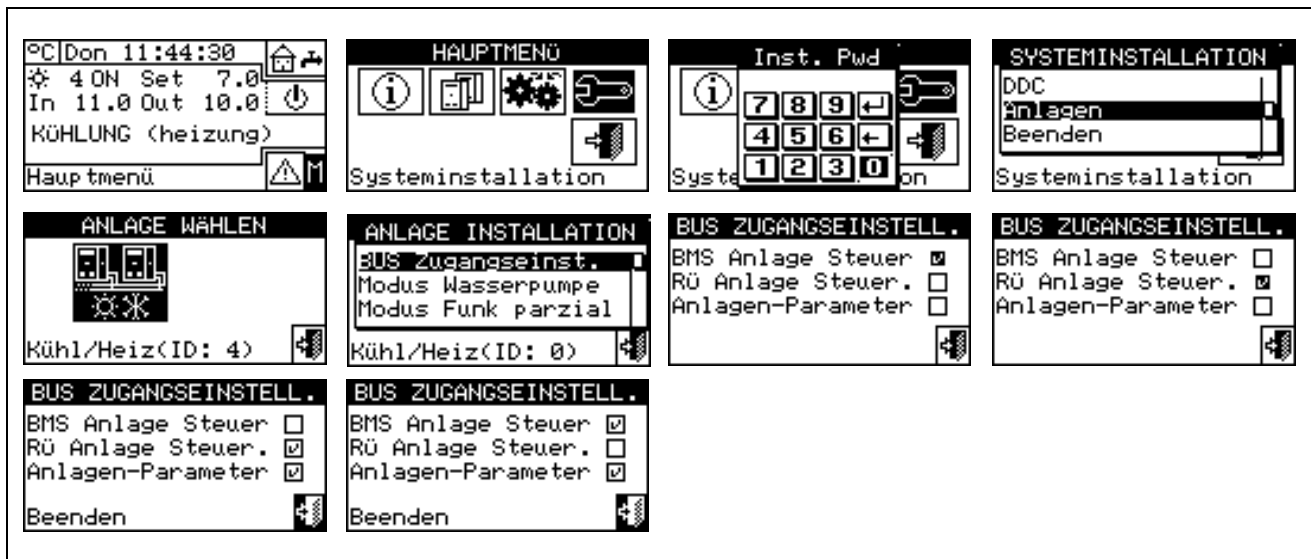 ºC Don 11:44:30
4 ON Set 7.0
In 11.0 Out 10.0
KüHLUNG (heizung)
Haup tmenü M
HAUPTMENü
Systeminstallation
Inst. Pwd
7 8 9
4 5 6
1 2 3 0
Syste on
SYSTEMINSTALLATION
DDC
Anlagen
Beenden
Systeminstallation
ANLAGE WäHLEN
Kühl/Heiz(ID: 4)
ANLAGE INSTALLATION
BUS Zugangseinst.
Modus Wasserpumpe
Modus Funk parzial
Kühl/Heiz(ID: 0)
BUS ZUGANGSEINSTELL.
BMS Anlage Steuer
Rü Anlage Steuer.
Anlagen-Parameter
BUS ZUGANGSEINSTELL.
BMS Anlage Steuer
Rü Anlage Steuer.
Anlagen-Parameter
BUS ZUGANGSEINSTELL.
BMS Anlage Steuer
Rü Anlage Steuer.
Anlagen-Parameter
Beenden
BUS ZUGANGSEINSTELL.
BMS Anlage Steuer
Rü Anlage Steuer.
Anlagen-Parameter
Beenden